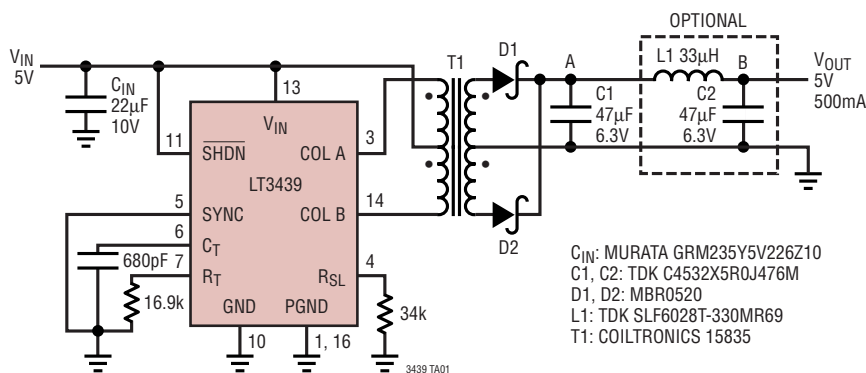 OPTIONAL
VIN
5V
CIN
22µF
10V
13
VIN
11
SHDN
COL A
3
LT3439
5
SYNC
COL B
14
6
CT
680pF
7
RT
RSL
4
16.9k
34k
GND
PGND
10
1, 16
3439 TA01
T1
D1
D2
A
C1
47µF
6.3V
L1 33µH
B
C2
47µF
6.3V
VOUT
5V
500mA
CIN: MURATA GRM235Y5V226Z10
C1, C2: TDK C4532X5R0J476M
D1, D2: MBR0520
L1: TDK SLF6028T-330MR69
T1: COILTRONICS 15835